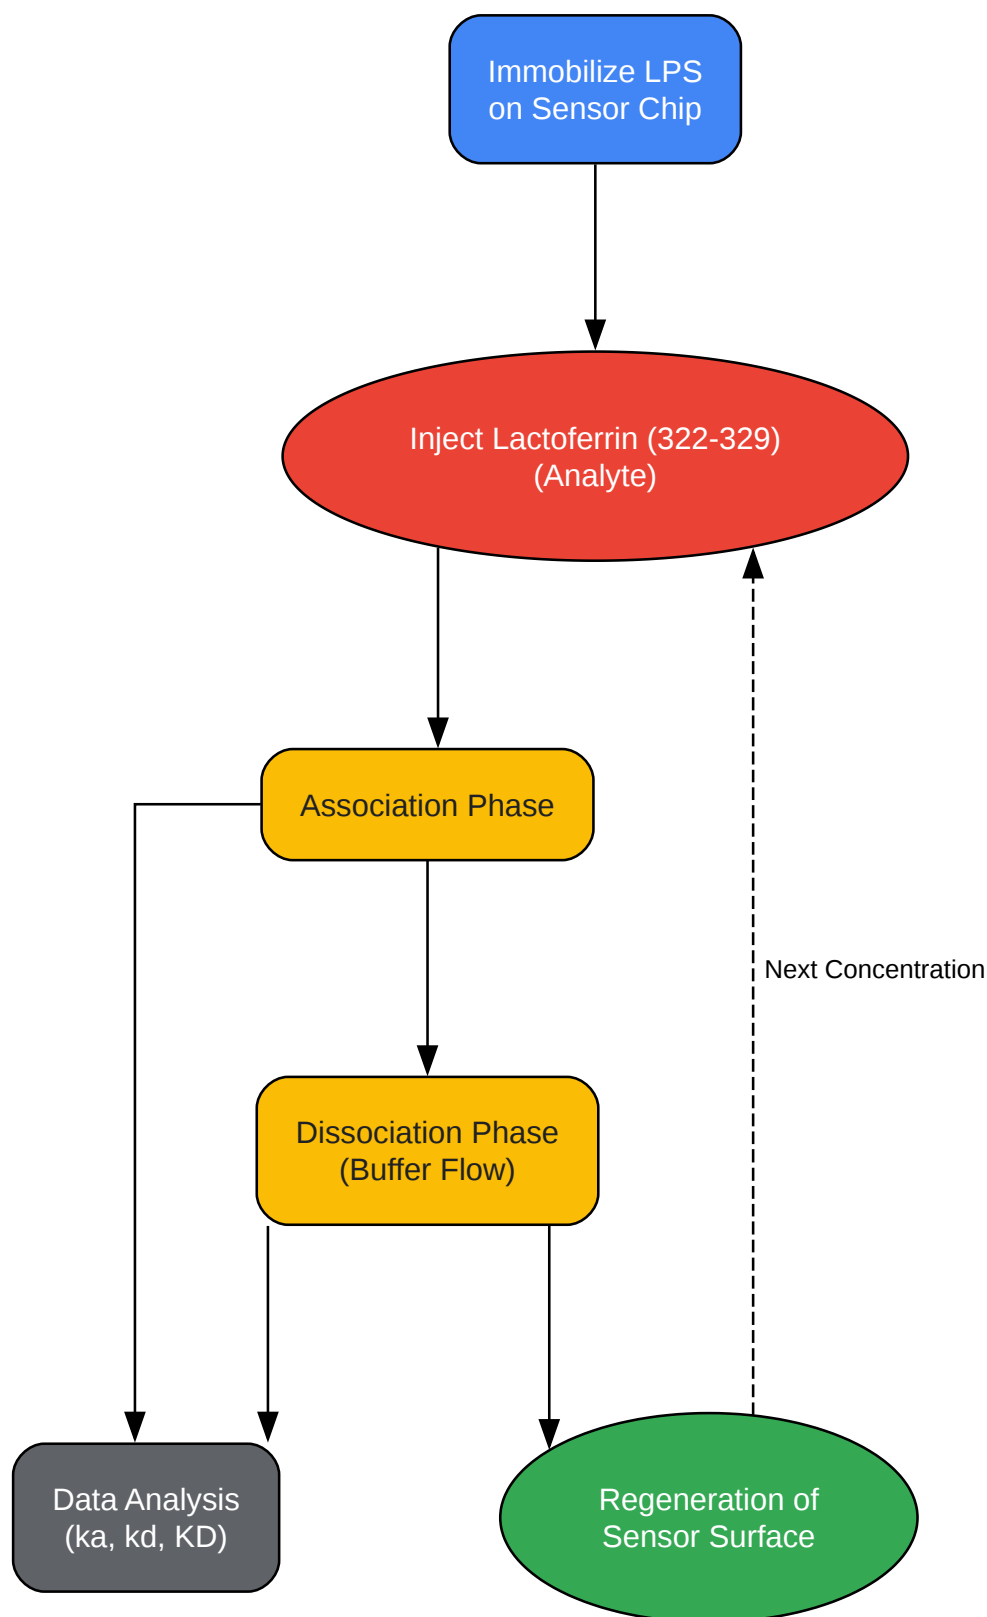 Immobilize LPS
on Sensor Chip
Inject Lactoferrin (322-329)
(Analyte)
Association Phase
Next Concentration
Dissociation Phase
(Buffer Flow)
Data Analysis
(ka, kd, KD)
Regeneration of
Sensor Surface